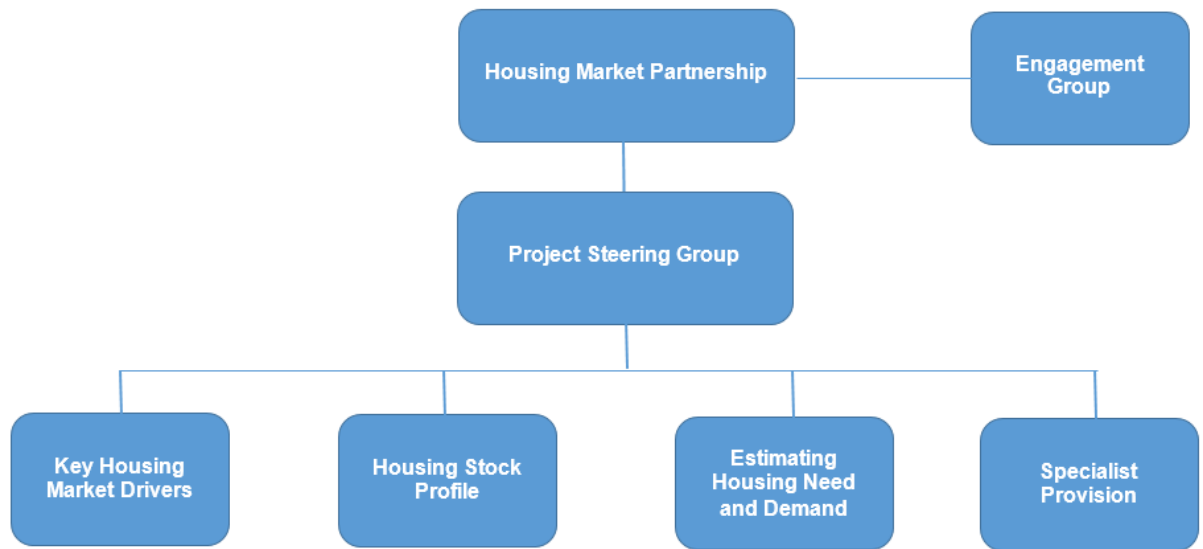 Housing Market Partnership
Engagement
Group
Project Steering Group
Key Housing
Market Drivers
Housing Stock
Profile
Estimating
Housing Need
and Demand
Specialist
Provision